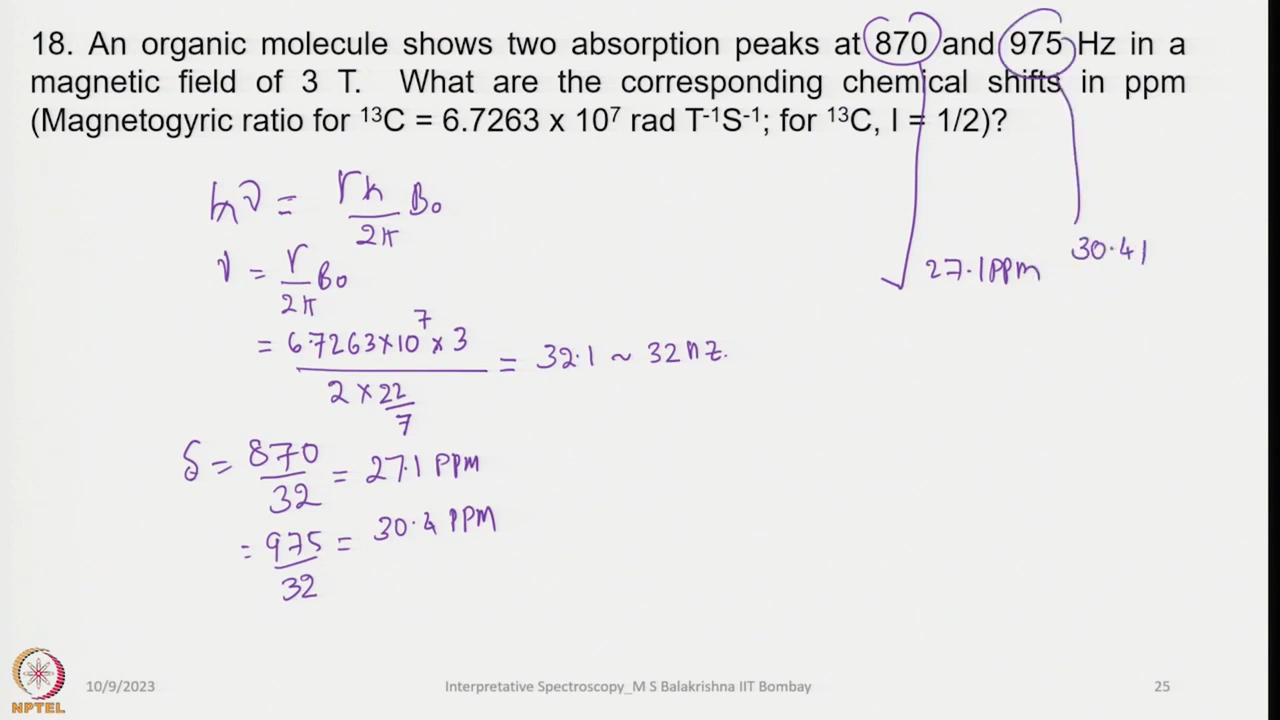 18. An organic molecule shows two absorption peaks at 870 and 975 Hz in a
magnetic field of 3 T. What are the corresponding chemical shifts in ppm
(Magnetogyric ratio for ¹³C = 6.7263 x 10⁷ rad T⁻¹S⁻¹; for ¹³C, I = 1/2)?
hν = γh/2π B₀
ν = γ/2π B₀
27.1 PPm
30.41
= 6.7263×10⁷ × 3 / 2 × 22/7 = 32.1 ~ 32 HZ.
δ = 870/32 = 27.1 PPM
= 975/32 = 30.4 PPM
NPTEL
10/9/2023
Interpretative Spectroscopy_M S Balakrishna IIT Bombay
25